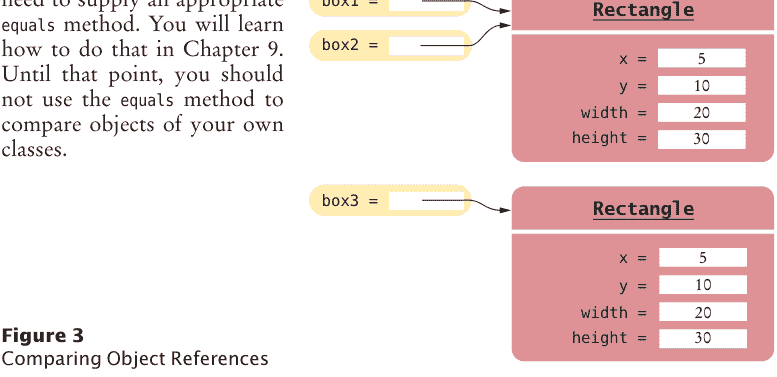 need to supply an appropriate
equals method. You will learn
how to do that in Chapter 9.
Until that point, you should
not use the equals method to
compare objects of your own
classes.
box1 =
box2 =
Rectangle
x = 5
y = 10
width = 20
height = 30
box3 =
Rectangle
x = 5
y = 10
width = 20
height = 30
Figure 3
Comparing Object References